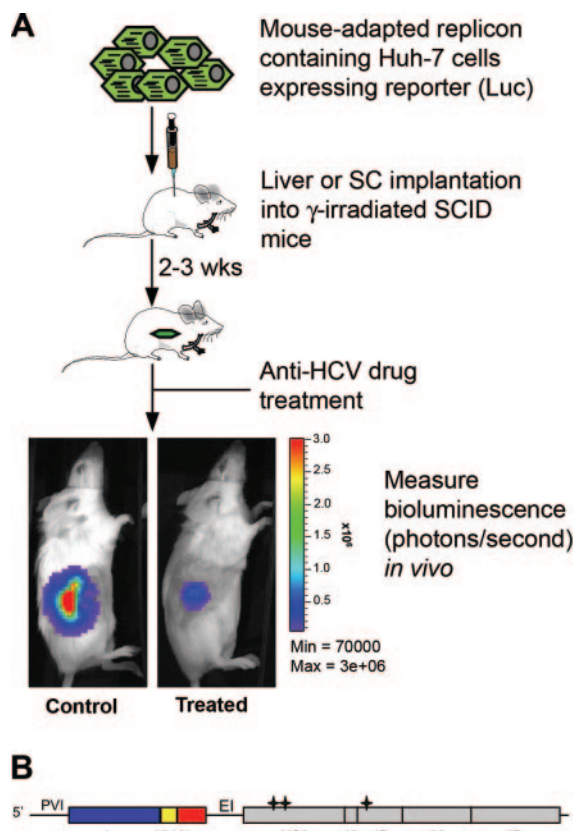 A
Mouse-adapted replicon
containing Huh-7 cells
expressing reporter (Luc)
Liver or SC implantation
into γ-irradiated SCID
mice
2-3 wks
Anti-HCV drug
treatment
3.0
2.5
2.0
1.5
1.0
0.5
x10⁶
Measure
bioluminescence
(photons/second)
in vivo
Min = 70000
Max = 3e+06
Control
Treated
B
5'
PVI
EI